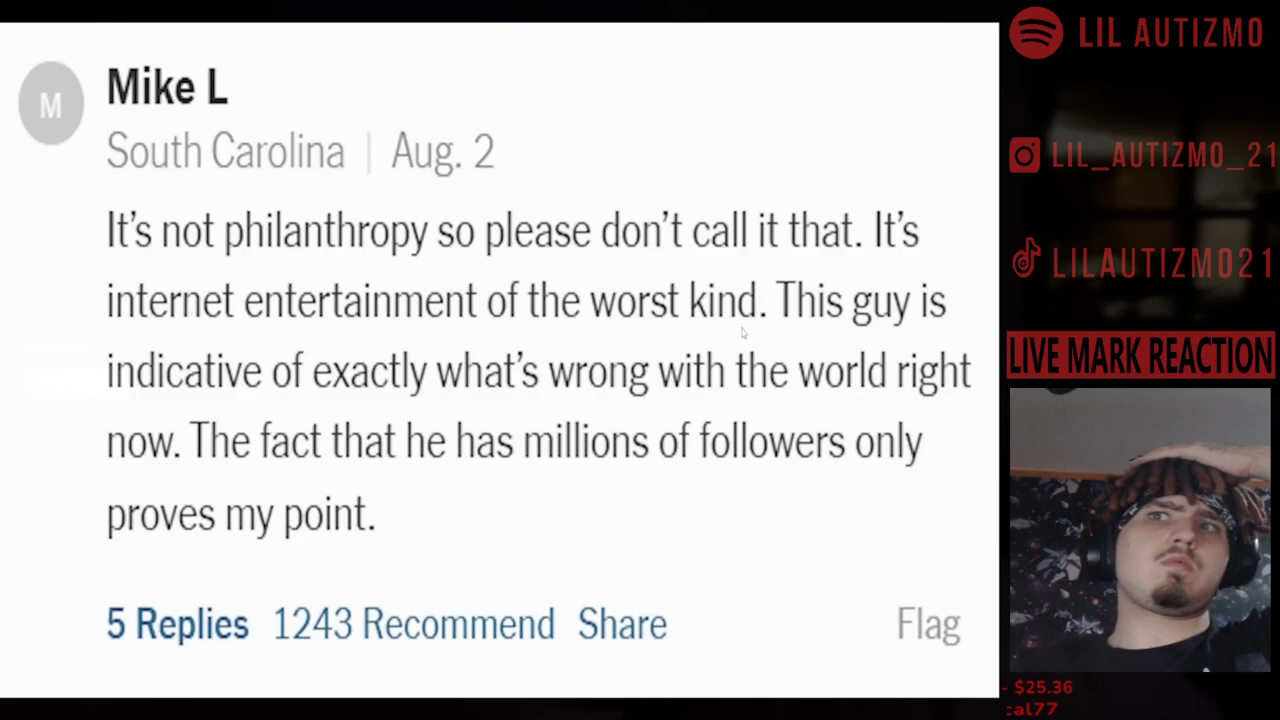 M
Mike L
South Carolina | Aug. 2
It's not philanthropy so please don't call it that. It's
internet entertainment of the worst kind. This guy is
indicative of exactly what's wrong with the world right
now. The fact that he has millions of followers only
proves my point.
5 Replies 1243 Recommend Share Flag
LIL AUTIZMO
LIL_AUTIZMO_21
LILAUTIZMO21
LIVE MARK REACTION
- $25.36
cal77